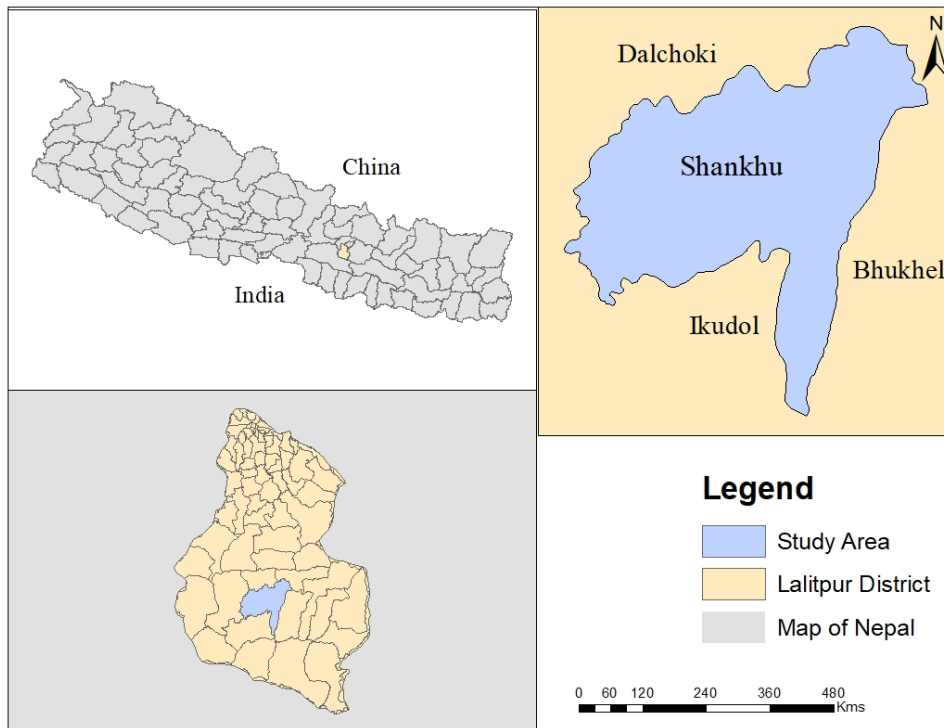 China
India
Dalchoki
N
Shankhu
Bhukhel
Ikudol
Legend
Study Area
Lalitpur District
Map of Nepal
0 60 120 240 360 480
Kms